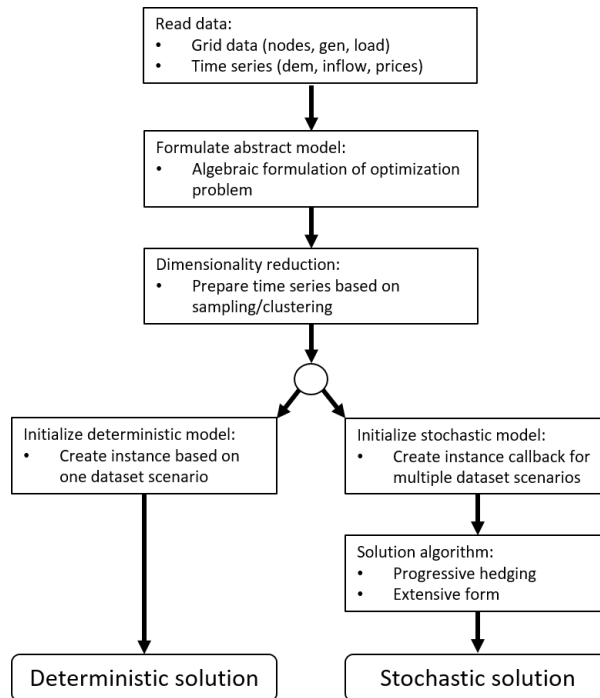 Read data:
• Grid data (nodes, gen, load)
• Time series (dem, inflow, prices)
Formulate abstract model:
• Algebraic formulation of optimization
problem
Dimensionality reduction:
• Prepare time series based on
sampling/clustering
Initialize deterministic model:
• Create instance based on
one dataset scenario
Initialize stochastic model:
• Create instance callback for
multiple dataset scenarios
Solution algorithm:
• Progressive hedging
• Extensive form
Deterministic solution
Stochastic solution